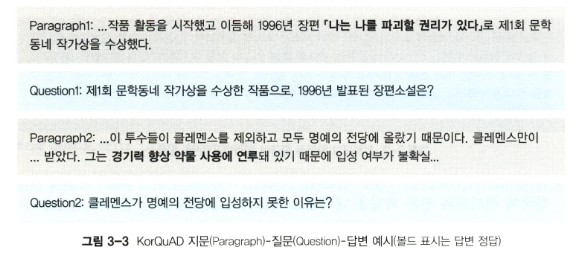 Paragraph1: ...작품 활동을 시작했고 이듬해 1996년 장편 「나는 나를 파괴할 권리가 있다」로 제1회 문학
동네 작가상을 수상했다.
Question1: 제1회 문학동네 작가상을 수상한 작품으로, 1996년 발표된 장편소설은?
Paragraph2: ...이 투수들이 클레멘스를 제외하고 모두 명예의 전당에 올랐기 때문이다. 클레멘스만이
... 받았다. 그는 경기력 향상 약물 사용에 연루돼 있기 때문에 입성 여부가 불확실...
Question2: 클레멘스가 명예의 전당에 입성하지 못한 이유는?
그림 3-3 KorQuAD 지문(Paragraph)-질문(Question)-답변 예시(볼드 표시는 답변 정답)